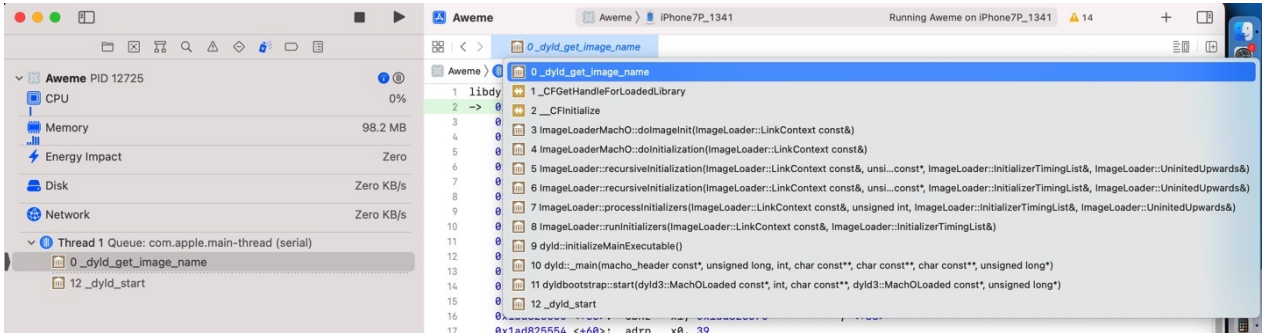 Aweme
Aweme 〉 iPhone7P_1341
Running Aweme on iPhone7P_1341
14
0 _dyld_get_image_name
Aweme PID 12725
CPU
0%
Memory
98.2 MB
Energy Impact
Zero
Disk
Zero KB/s
Network
Zero KB/s
Thread 1 Queue: com.apple.main-thread (serial)
0 _dyld_get_image_name
12 _dyld_start
Aweme 〉
0 _dyld_get_image_name
1 _CFGetHandleForLoadedLibrary
2 __CFInitialize
3 ImageLoaderMachO::doImageInit(ImageLoader::LinkContext const&)
4 ImageLoaderMachO::doInitialization(ImageLoader::LinkContext const&)
5 ImageLoader::recursiveInitialization(ImageLoader::LinkContext const&, unsi...const*, ImageLoader::InitializerTimingList&, ImageLoader::UninitedUpwards&)
6 ImageLoader::recursiveInitialization(ImageLoader::LinkContext const&, unsi...const*, ImageLoader::InitializerTimingList&, ImageLoader::UninitedUpwards&)
7 ImageLoader::processInitializers(ImageLoader::LinkContext const&, unsigned int, ImageLoader::InitializerTimingList&, ImageLoader::UninitedUpwards&)
8 ImageLoader::runInitializers(ImageLoader::LinkContext const&, ImageLoader::InitializerTimingList&)
9 dyld::initializeMainExecutable()
10 dyld::_main(macho_header const*, unsigned long, int, char const**, char const**, char const**, unsigned long*)
11 dyldbootstrap::start(dyld3::MachOLoaded const*, int, char const**, dyld3::MachOLoaded const*, unsigned long*)
12 _dyld_start
1 libdy
2 -> 0
3 0
4 0
5 0
6 0
7 0
8 0
9 0
10 0
11 0
12 0
13 0
14 0
15 0
16
17 0x1ad825554 <+60>: adrp x0, 39